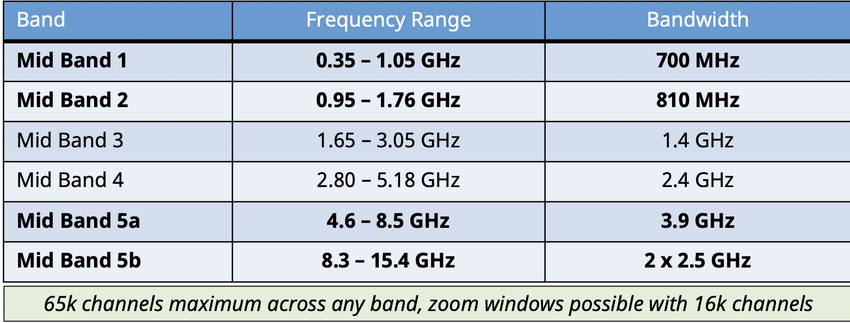 Band Frequency Range Bandwidth
Mid Band 1 0.35 – 1.05 GHz 700 MHz
Mid Band 2 0.95 – 1.76 GHz 810 MHz
Mid Band 3 1.65 – 3.05 GHz 1.4 GHz
Mid Band 4 2.80 – 5.18 GHz 2.4 GHz
Mid Band 5a 4.6 – 8.5 GHz 3.9 GHz
Mid Band 5b 8.3 – 15.4 GHz 2 x 2.5 GHz
65k channels maximum across any band, zoom windows possible with 16k channels